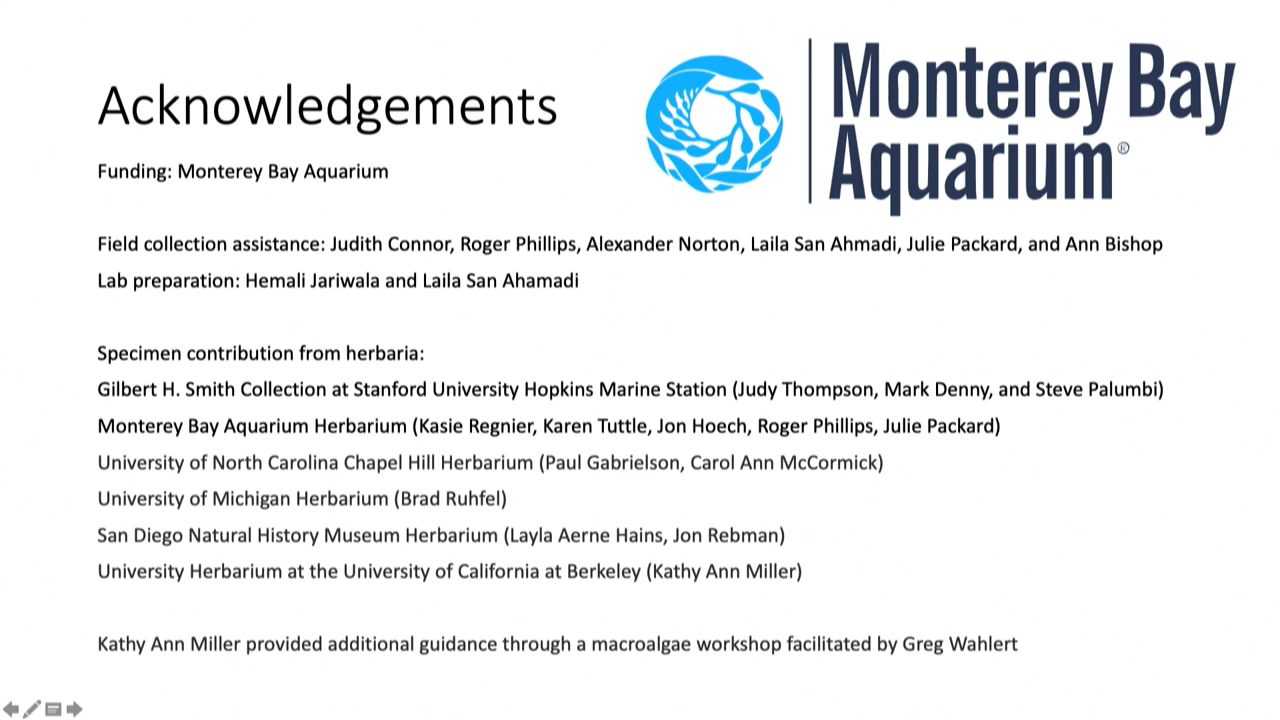 Acknowledgements
Monterey Bay
Aquarium®
Funding: Monterey Bay Aquarium
Field collection assistance: Judith Connor, Roger Phillips, Alexander Norton, Laila San Ahmadi, Julie Packard, and Ann Bishop
Lab preparation: Hemali Jariwala and Laila San Ahamadi
Specimen contribution from herbaria:
Gilbert H. Smith Collection at Stanford University Hopkins Marine Station (Judy Thompson, Mark Denny, and Steve Palumbi)
Monterey Bay Aquarium Herbarium (Kasie Regnier, Karen Tuttle, Jon Hoech, Roger Phillips, Julie Packard)
University of North Carolina Chapel Hill Herbarium (Paul Gabrielson, Carol Ann McCormick)
University of Michigan Herbarium (Brad Ruhfel)
San Diego Natural History Museum Herbarium (Layla Aerne Hains, Jon Rebman)
University Herbarium at the University of California at Berkeley (Kathy Ann Miller)
Kathy Ann Miller provided additional guidance through a macroalgae workshop facilitated by Greg Wahlert